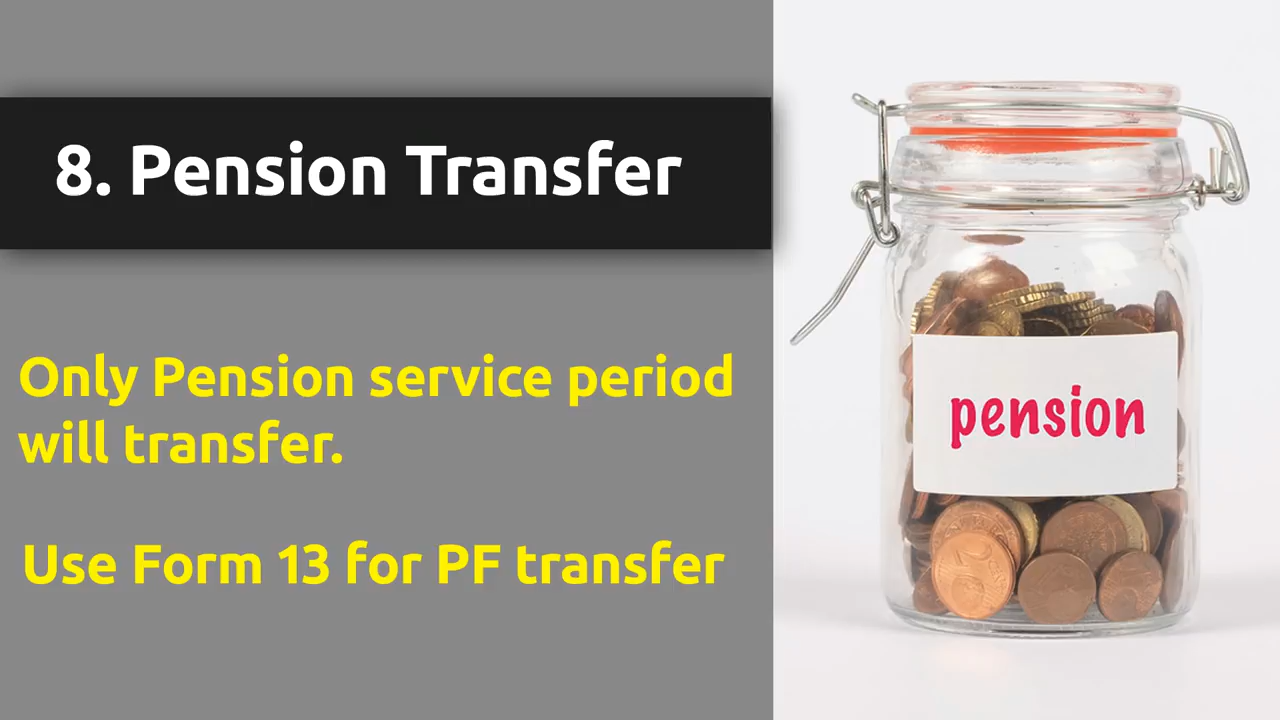 8. Pension Transfer
Only Pension service period
will transfer.
Use Form 13 for PF transfer
pension